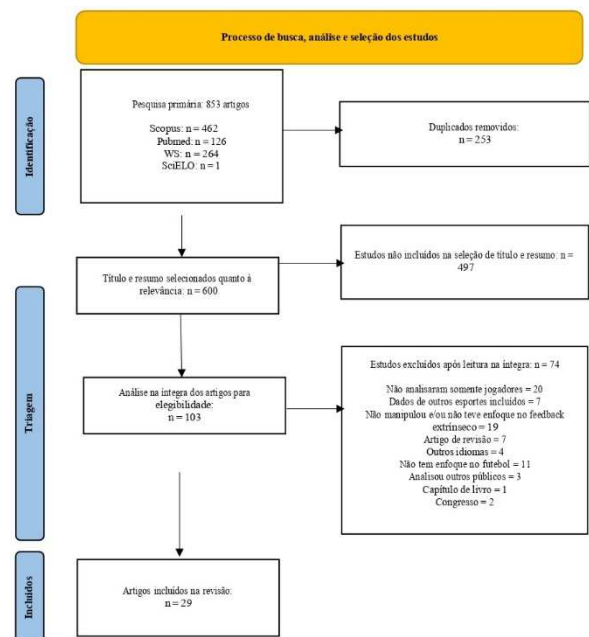 Processo de busca, análise e seleção dos estudos
Identificação
Pesquisa primária: 853 artigos
Scopus: n = 462
Pubmed: n = 126
WS: n = 264
SciELO: n = 1
Duplicados removidos:
n = 253
Triagem
Título e resumo selecionados quanto à
relevância: n = 600
Estudos não incluídos na seleção de título e resumo: n =
497
Análise na íntegra dos artigos para
elegibilidade:
n = 103
Estudos excluídos após leitura na íntegra: n = 74
Não analisaram somente jogadores = 20
Dados de outros esportes incluídos = 7
Não manipulou e/ou não teve enfoque no feedback
extrínseco = 19
Artigo de revisão = 7
Outros idiomas = 4
Não tem enfoque no futebol = 11
Analisou outros públicos = 3
Capítulo de livro = 1
Congresso = 2
Incluídos
Artigos incluídos na revisão:
n = 29